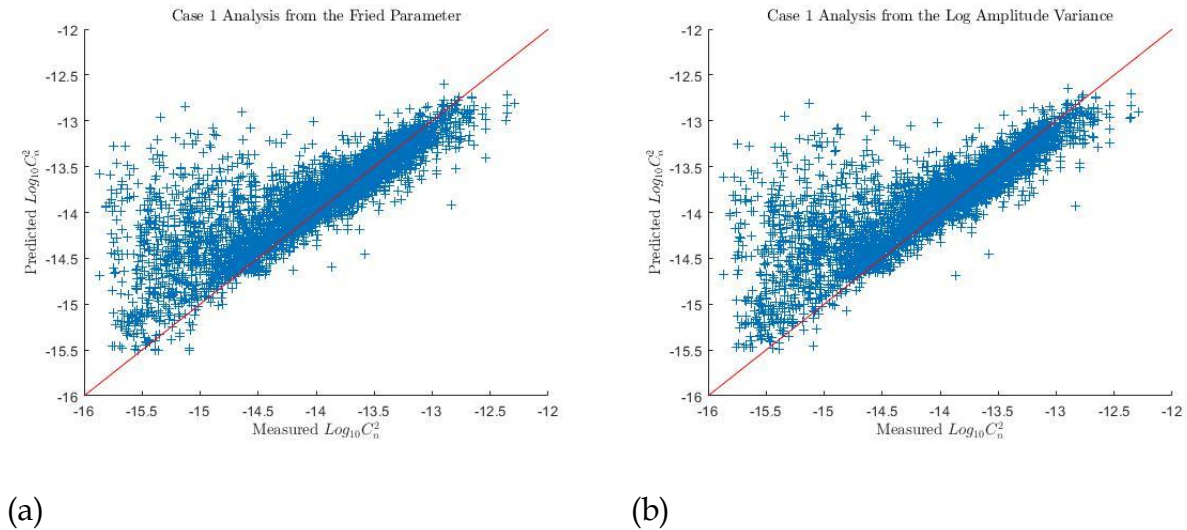 Case 1 Analysis from the Fried Parameter
-12
-12.5
-13
-13.5
-14
-14.5
-15
-15.5
-16
Predicted Log₁₀C²ₙ
-16 -15.5 -15 -14.5 -14 -13.5 -13 -12.5 -12
Measured Log₁₀C²ₙ
(a)
Case 1 Analysis from the Log Amplitude Variance
-12
-12.5
-13
-13.5
-14
-14.5
-15
-15.5
-16
Predicted Log₁₀C²ₙ
-16 -15.5 -15 -14.5 -14 -13.5 -13 -12.5 -12
Measured Log₁₀C²ₙ
(b)